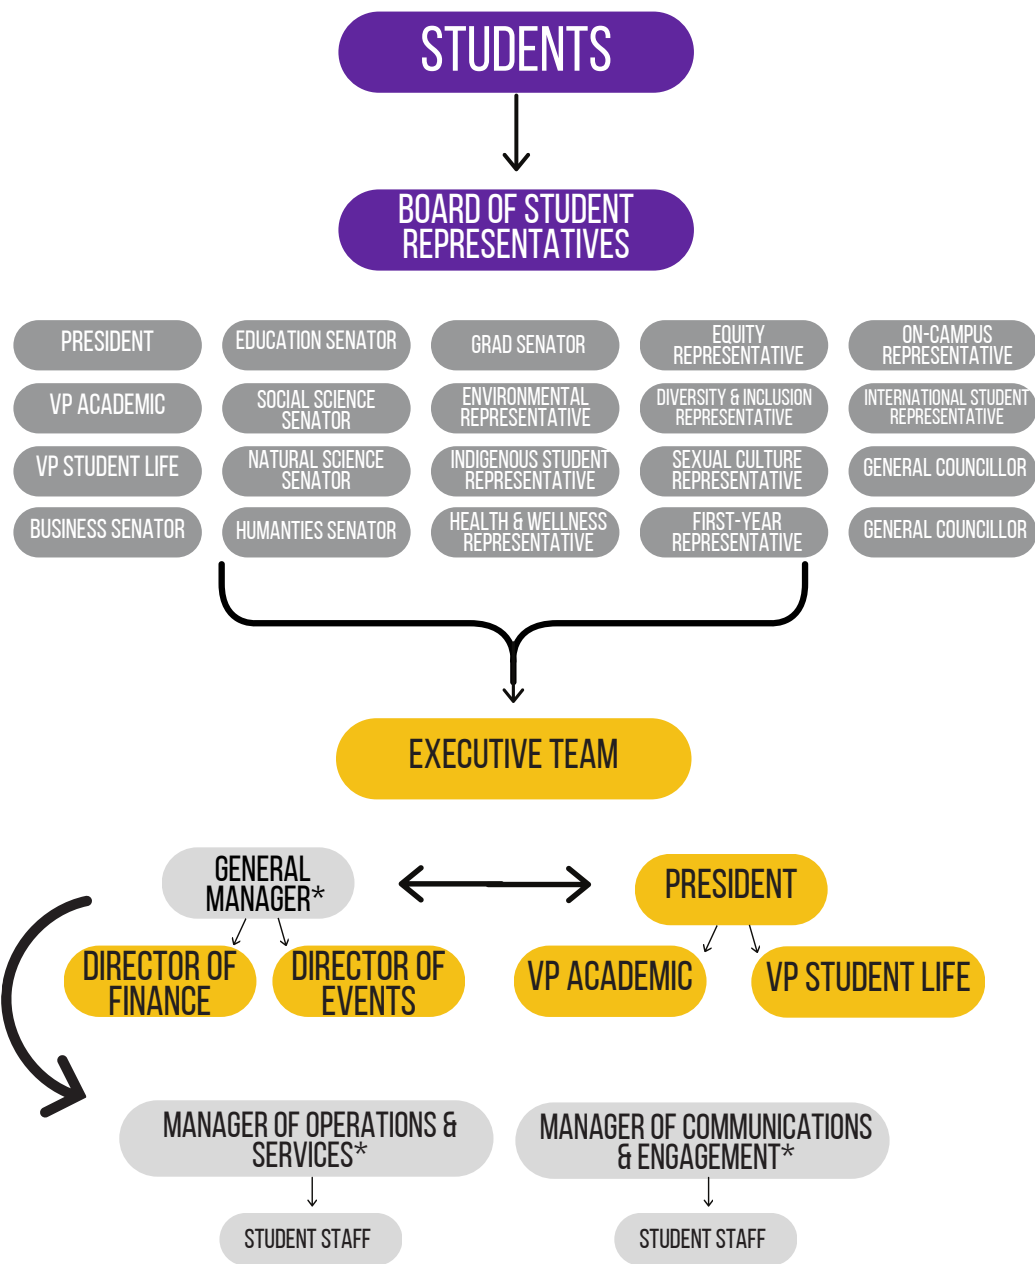 STUDENTS
BOARD OF STUDENT
REPRESENTATIVES
PRESIDENT
EDUCATION SENATOR
GRAD SENATOR
EQUITY
REPRESENTATIVE
ON-CAMPUS
REPRESENTATIVE
VP ACADEMIC
SOCIAL SCIENCE
SENATOR
ENVIRONMENTAL
REPRESENTATIVE
DIVERSITY & INCLUSION
REPRESENTATIVE
INTERNATIONAL STUDENT
REPRESENTATIVE
VP STUDENT LIFE
NATURAL SCIENCE
SENATOR
INDIGENOUS STUDENT
REPRESENTATIVE
SEXUAL CULTURE
REPRESENTATIVE
GENERAL COUNCILLOR
BUSINESS SENATOR
HUMANTIES SENATOR
HEALTH & WELLNESS
REPRESENTATIVE
FIRST-YEAR
REPRESENTATIVE
GENERAL COUNCILLOR
EXECUTIVE TEAM
GENERAL
MANAGER*
PRESIDENT
DIRECTOR OF
FINANCE
DIRECTOR OF
EVENTS
VP ACADEMIC
VP STUDENT LIFE
MANAGER OF OPERATIONS &
SERVICES*
MANAGER OF COMMUNICATIONS
& ENGAGEMENT*
STUDENT STAFF
STUDENT STAFF